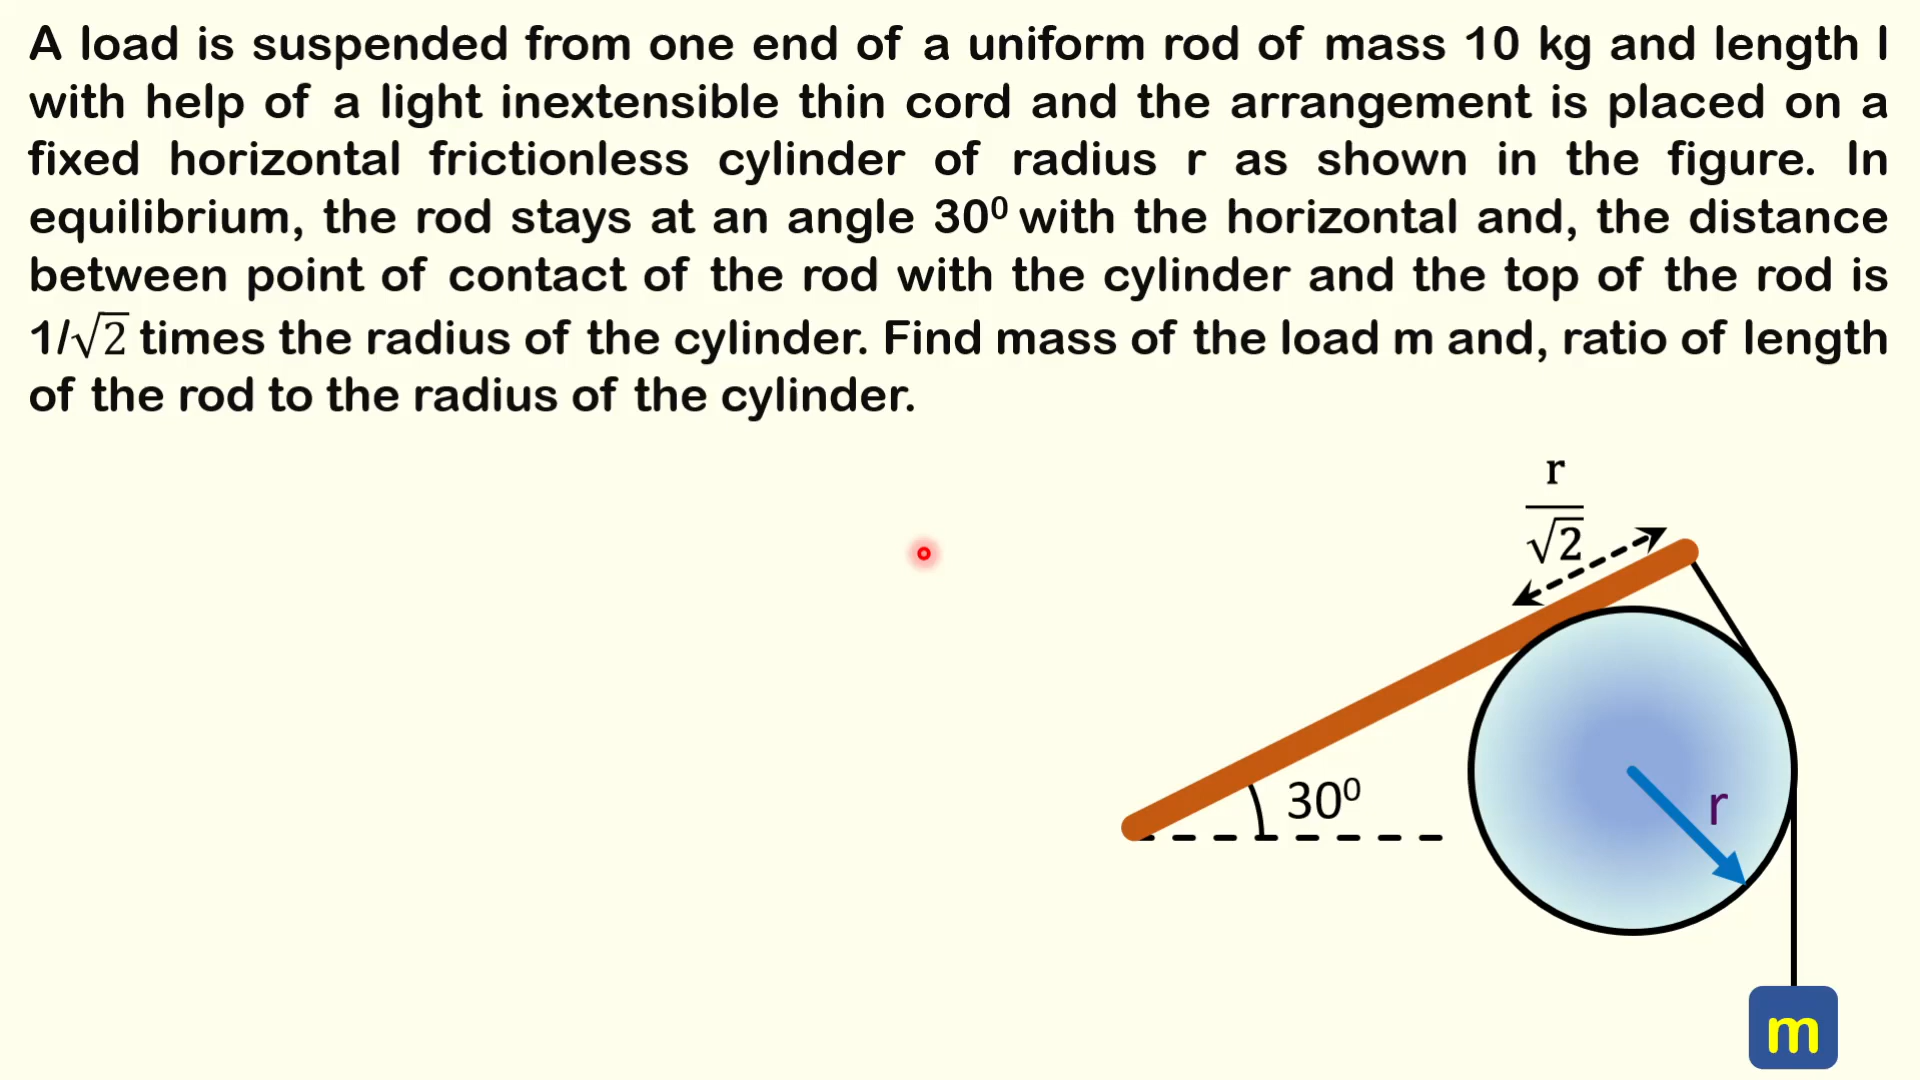 A load is suspended from one end of a uniform rod of mass 10 kg and length l
with help of a light inextensible thin cord and the arrangement is placed on a
fixed horizontal frictionless cylinder of radius r as shown in the figure. In
equilibrium, the rod stays at an angle 30⁰ with the horizontal and, the distance
between point of contact of the rod with the cylinder and the top of the rod is
1/√2 times the radius of the cylinder. Find mass of the load m and, ratio of length
of the rod to the radius of the cylinder.
r
√2
30⁰
r
m